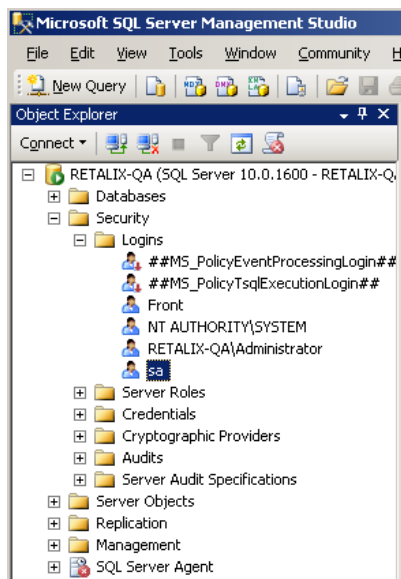 Microsoft SQL Server Management Studio
File Edit View Tools Window Community H
New Query
Object Explorer
Connect
RETALIX-QA (SQL Server 10.0.1600 - RETALIX-Q
Databases
Security
Logins
##MS_PolicyEventProcessingLogin##
##MS_PolicyTsqlExecutionLogin##
Front
NT AUTHORITY\SYSTEM
RETALIX-QA\Administrator
sa
Server Roles
Credentials
Cryptographic Providers
Audits
Server Audit Specifications
Server Objects
Replication
Management
SQL Server Agent